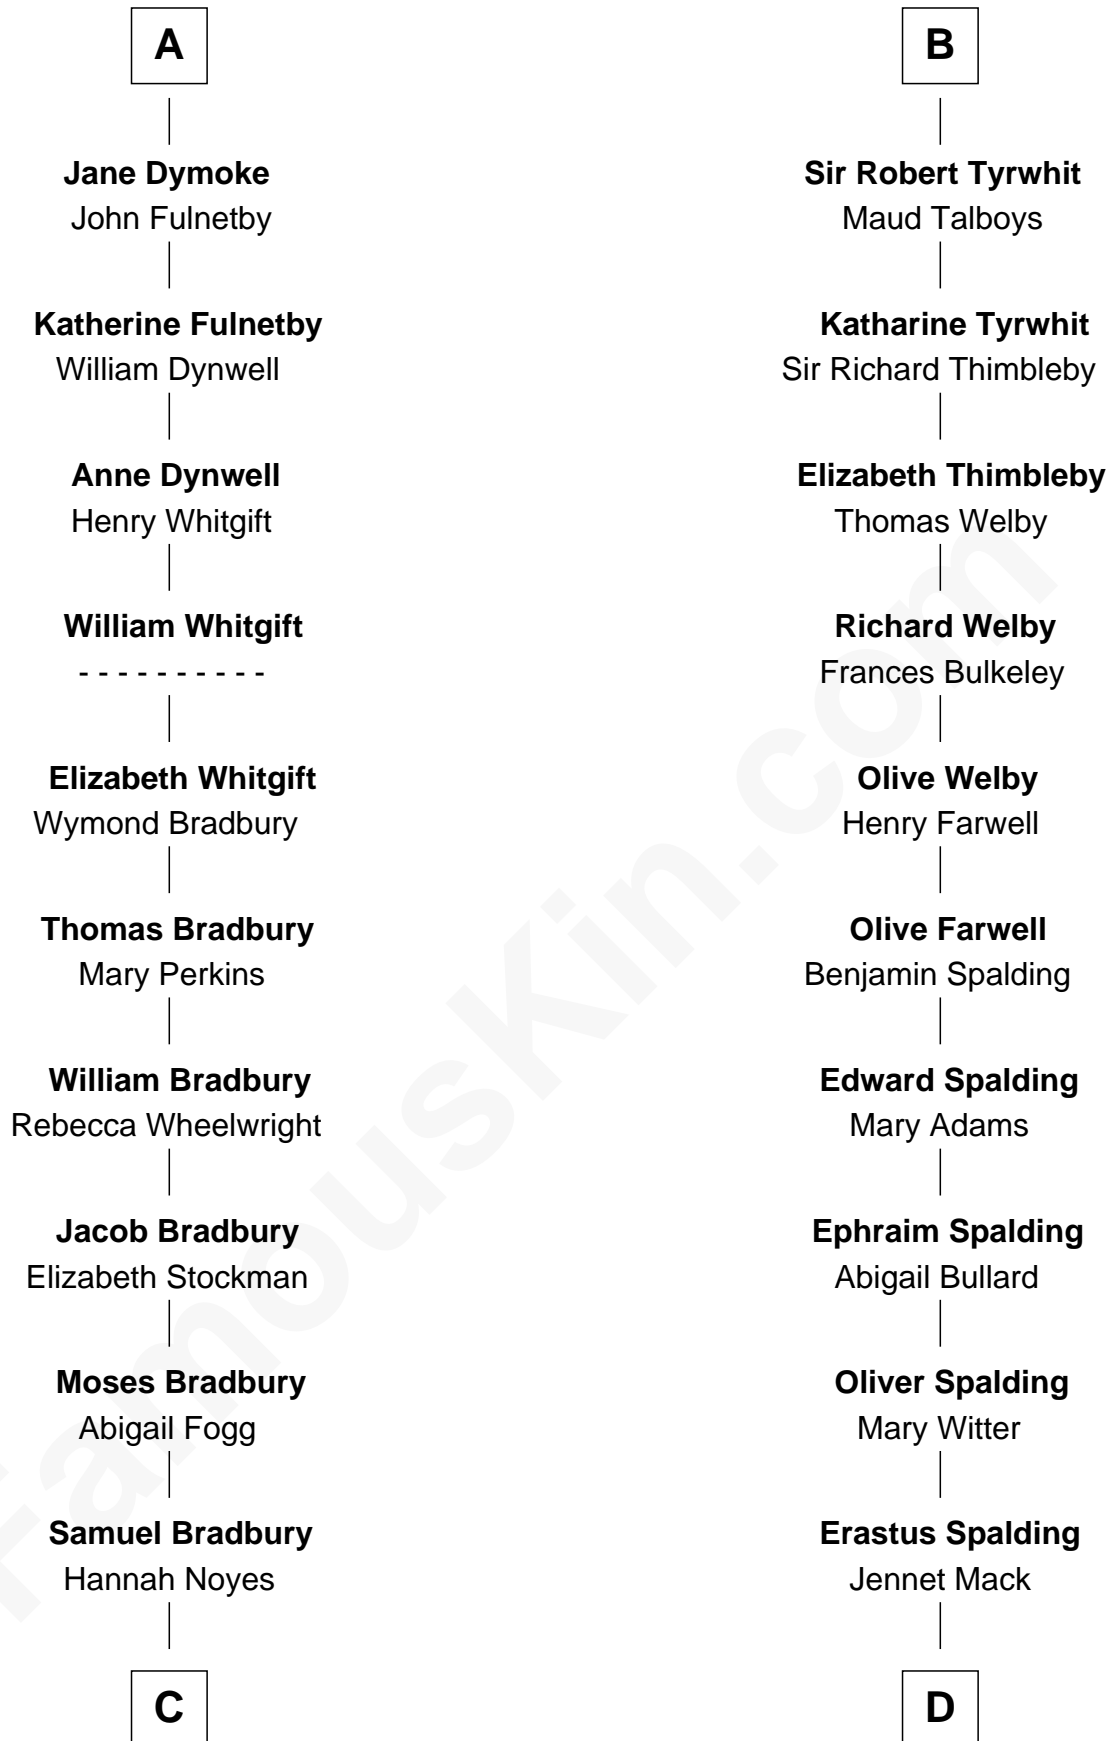 A
Jane Dymoke
John Fulnetby
Katherine Fulnetby
William Dynwell
Anne Dynwell
Henry Whitgift
William Whitgift
- - - - - - - - - -
Elizabeth Whitgift
Wymond Bradbury
Thomas Bradbury
Mary Perkins
William Bradbury
Rebecca Wheelwright
Jacob Bradbury
Elizabeth Stockman
Moses Bradbury
Abigail Fogg
Samuel Bradbury
Hannah Noyes
C
B
Sir Robert Tyrwhit
Maud Talboys
Katharine Tyrwhit
Sir Richard Thimbleby
Elizabeth Thimbleby
Thomas Welby
Richard Welby
Frances Bulkeley
Olive Welby
Henry Farwell
Olive Farwell
Benjamin Spalding
Edward Spalding
Mary Adams
Ephraim Spalding
Abigail Bullard
Oliver Spalding
Mary Witter
Erastus Spalding
Jennet Mack
D
FamousKin.com